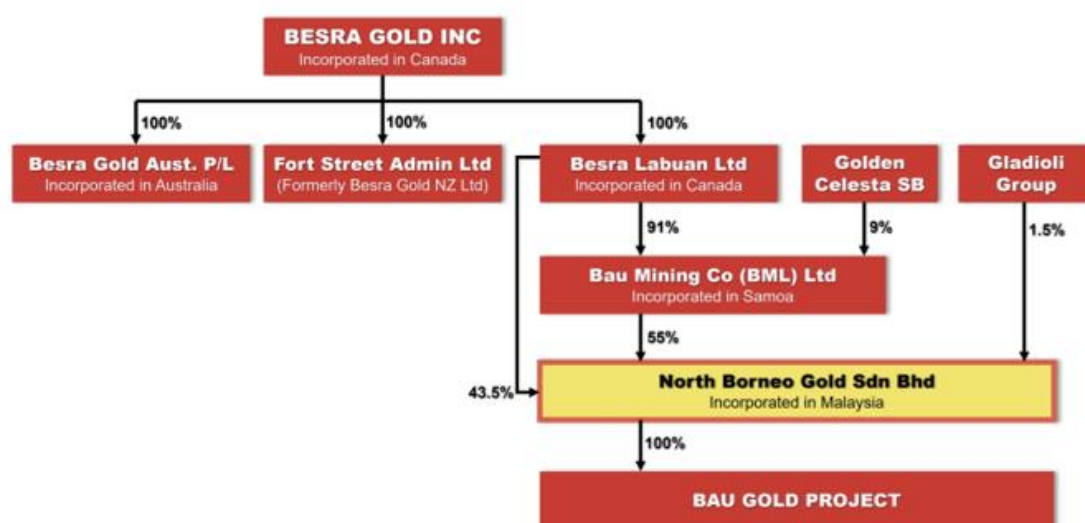 BESRA GOLD INC
Incorporated in Canada
100%
100%
100%
Besra Gold Aust. P/L
Incorporated in Australia
Fort Street Admin Ltd
(Formerly Besra Gold NZ Ltd)
Besra Labuan Ltd
Incorporated in Canada
Golden
Celesta SB
Gladioli
Group
91%
9%
1.5%
Bau Mining Co (BML) Ltd
Incorporated in Samoa
55%
43.5%
North Borneo Gold Sdn Bhd
Incorporated in Malaysia
100%
BAU GOLD PROJECT